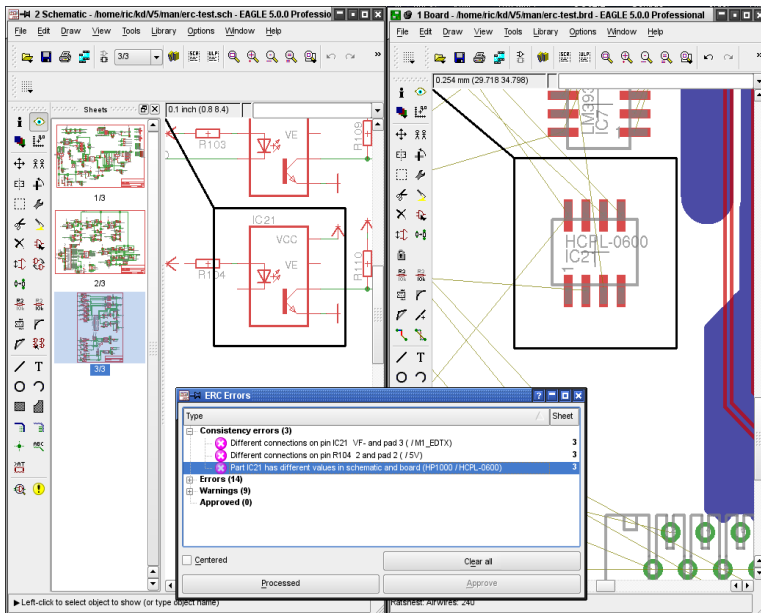 2 Schematic - /home/ric/kd/V5/man/erc-test.sch - EAGLE 5.0.0 Professio
File Edit Draw View Tools Library Options Window Help
3/3
Sheets
0.1 inch (0.8 8.4)
1/3
2/3
3/3
R103
VE
R109
IC21
VCC
VE
R104
R110
Left-click to select object to show (or type object name)
1 Board - /home/ric/kd/V5/man/erc-test.brd - EAGLE 5.0.0 Professional
File Edit Draw View Tools Library Options Window Help
0.254 mm (29.718 34.798)
LM393
IC7
HCPL-0600
IC21
1
Ratsnest: Airwires: 240
ERC Errors
Type Sheet
Consistency errors (3)
Different connections on pin IC21 VF- and pad 3 ( / M1_EDTX) 3
Different connections on pin R104 2 and pad 2 ( / 5V) 3
Part IC21 has different values in schematic and board (HP1000 / HCPL-0600) 3
Errors (14)
Warnings (9)
Approved (0)
Centered
Clear all
Processed
Approve